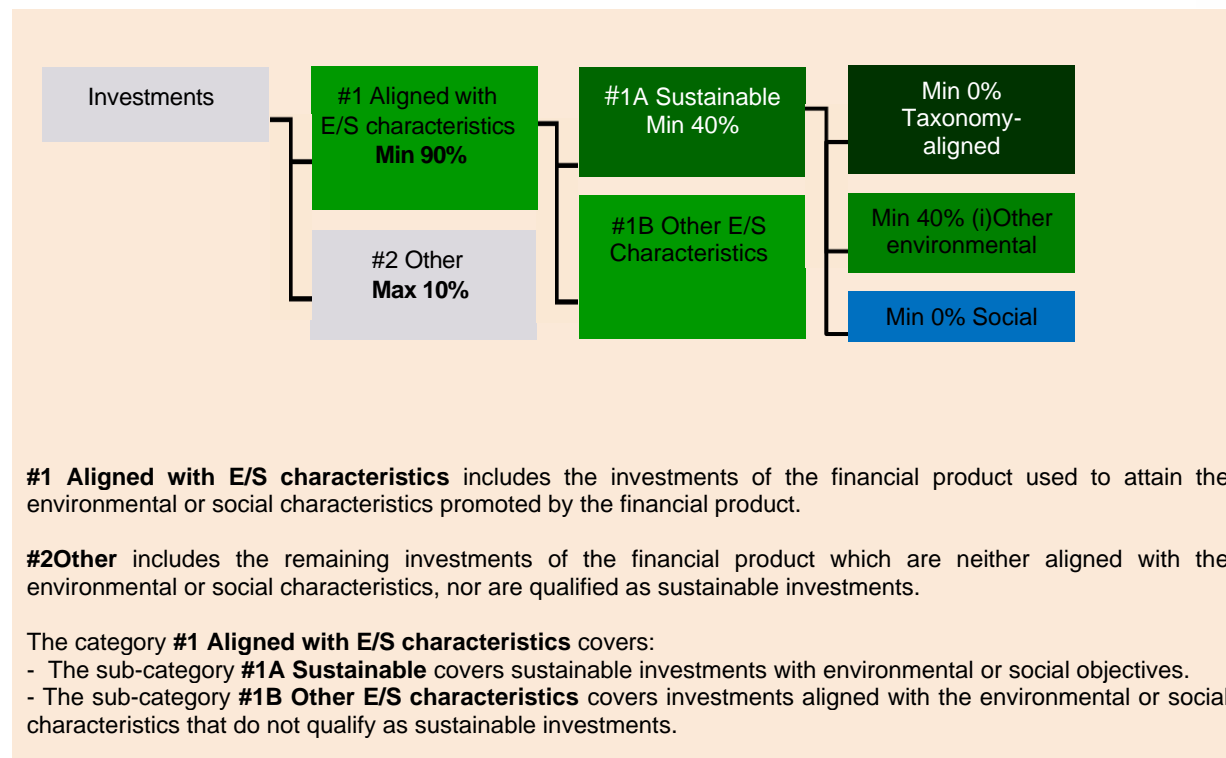 Investments
#1 Aligned with
E/S characteristics
Min 90%
#2 Other
Max 10%
#1A Sustainable
Min 40%
#1B Other E/S
Characteristics
Min 0%
Taxonomy-
aligned
Min 40% (i)Other
environmental
Min 0% Social
#1 Aligned with E/S characteristics includes the investments of the financial product used to attain the
environmental or social characteristics promoted by the financial product.
#2Other includes the remaining investments of the financial product which are neither aligned with the
environmental or social characteristics, nor are qualified as sustainable investments.
The category #1 Aligned with E/S characteristics covers:
- The sub-category #1A Sustainable covers sustainable investments with environmental or social objectives.
- The sub-category #1B Other E/S characteristics covers investments aligned with the environmental or social
characteristics that do not qualify as sustainable investments.